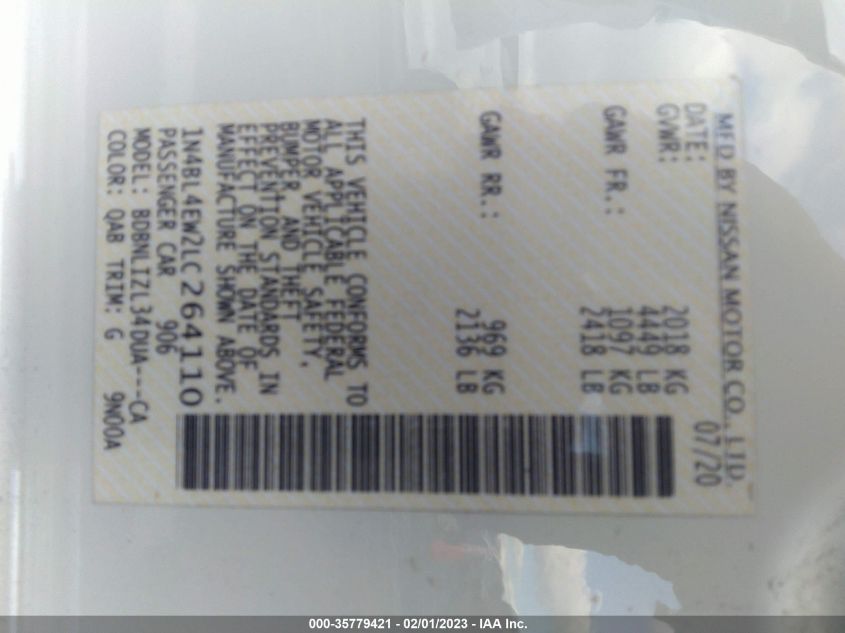 MFD BY NISSAN MOTOR CO., LTD.
DATE: 07/20
GVWR: 2018 KG
4449 LB
GAWR FR.: 1097 KG
2418 LB
GAWR RR.: 969 KG
2136 LB
THIS VEHICLE CONFORMS TO
ALL APPLICABLE FEDERAL
MOTOR VEHICLE SAFETY,
BUMPER, AND THEFT
PREVENTION STANDARDS IN
EFFECT ON THE DATE OF
MANUFACTURE SHOWN ABOVE.
1N4BL4EW2LC264110
PASSENGER CAR 906
MODEL: BDBNLIZL34DUA---CA
COLOR: QAB TRIM: G 9N00A
000-35779421 - 02/01/2023 - IAA Inc.